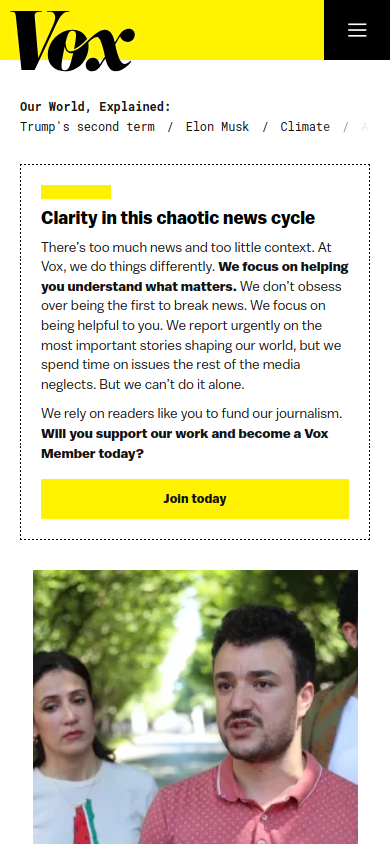 Vox
Our World, Explained:
Trump's second term / Elon Musk / Climate / A
Clarity in this chaotic news cycle
There’s too much news and too little context. At
Vox, we do things differently. We focus on helping
you understand what matters. We don’t obsess
over being the first to break news. We focus on
being helpful to you. We report urgently on the
most important stories shaping our world, but we
spend time on issues the rest of the media
neglects. But we can’t do it alone.
We rely on readers like you to fund our journalism.
Will you support our work and become a Vox
Member today?
Join today